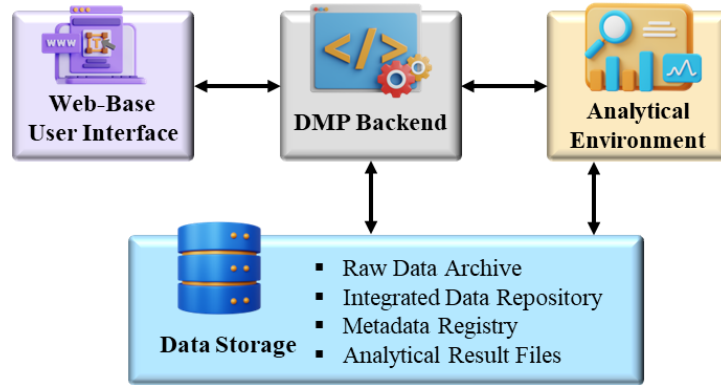 WWW
T
</>
Web-Base
User Interface
DMP Backend
Analytical
Environment
Data Storage
▪ Raw Data Archive
▪ Integrated Data Repository
▪ Metadata Registry
▪ Analytical Result Files